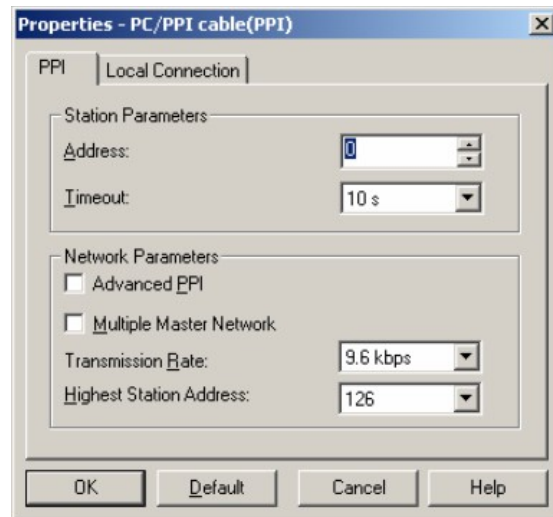 Properties - PC/PPI cable(PPI)
PPI Local Connection
Station Parameters
Address: 0
Timeout: 10 s
Network Parameters
Advanced PPI
Multiple Master Network
Transmission Rate: 9.6 kbps
Highest Station Address: 126
OK Default Cancel Help